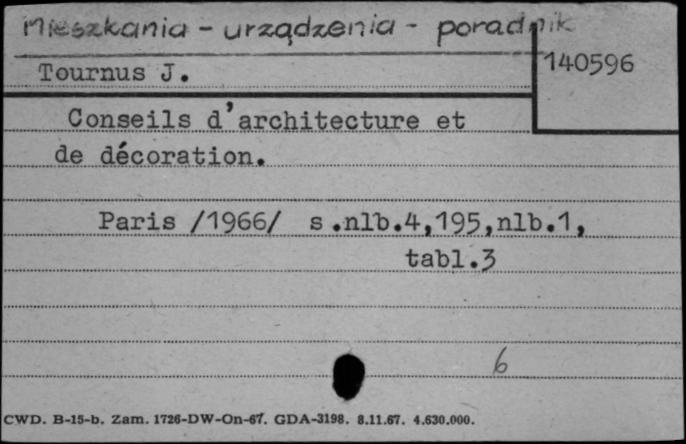 Mieszkania - urządzenia - poradnik
140596
Tournus J.
Conseils d'architecture et
de décoration.
Paris /1966/ s.nlb.4,195,nlb.1,
tabl.3
6
CWD. B-15-b. Zam. 1726-DW-On-67. GDA-3198. 8.11.67. 4.630.000.